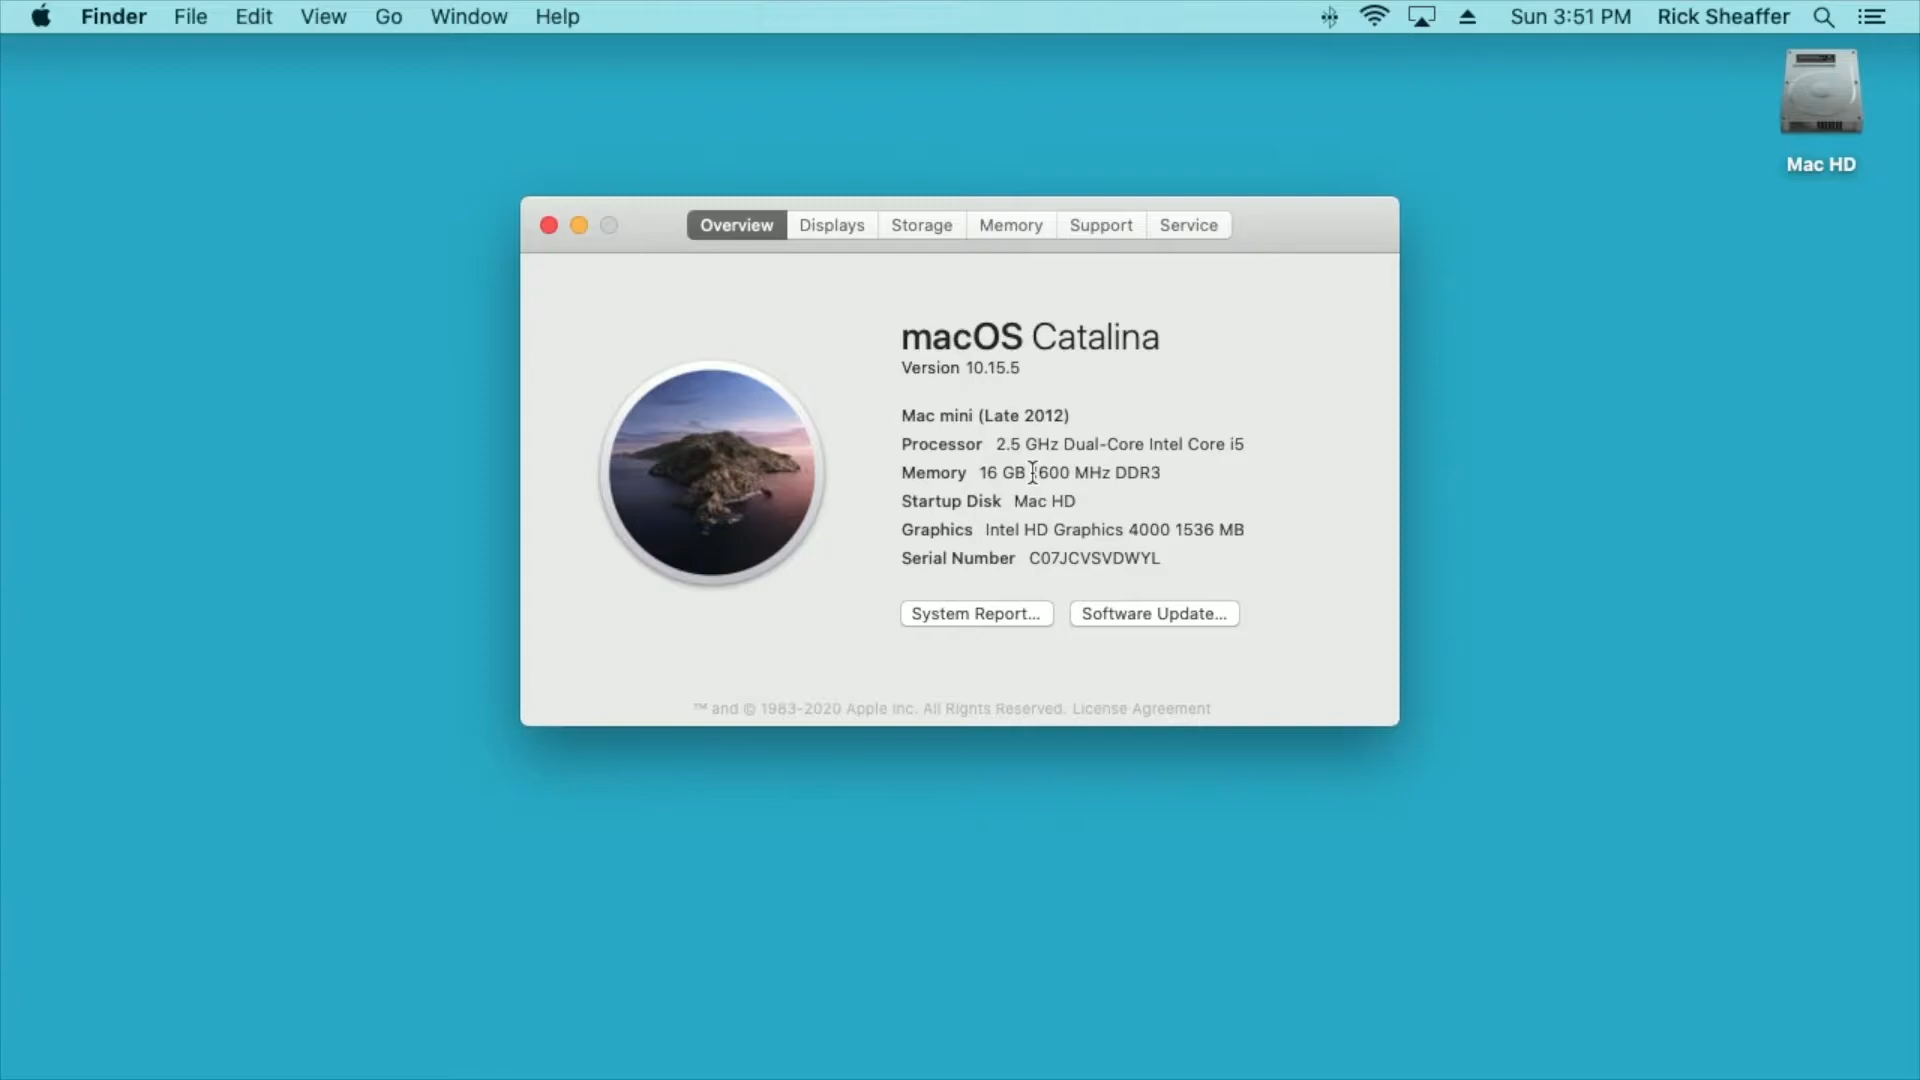 Finder File Edit View Go Window Help Sun 3:51 PM Rick Sheaffer
Mac HD
Overview Displays Storage Memory Support Service
macOS Catalina
Version 10.15.5
Mac mini (Late 2012)
Processor 2.5 GHz Dual-Core Intel Core i5
Memory 16 GB 1600 MHz DDR3
Startup Disk Mac HD
Graphics Intel HD Graphics 4000 1536 MB
Serial Number C07JCVSVDWYL
System Report... Software Update...
™ and © 1983-2020 Apple Inc. All Rights Reserved. License Agreement